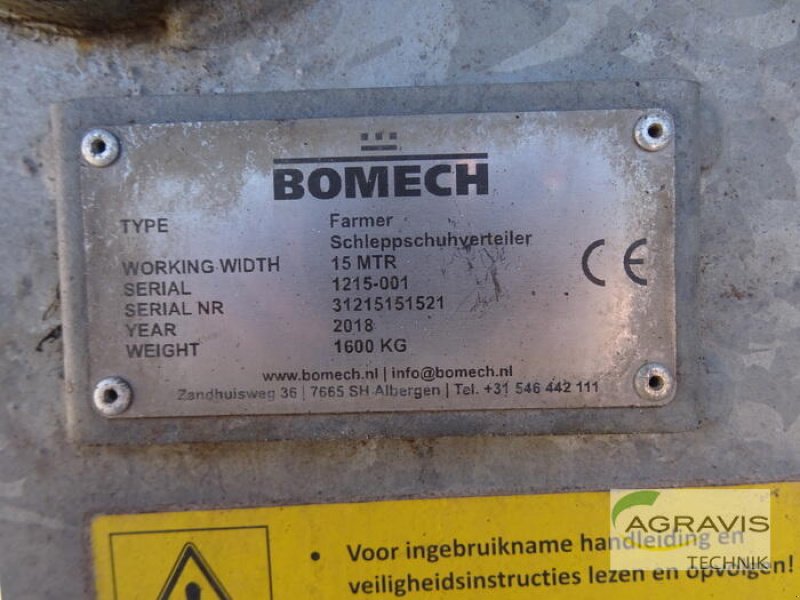 BOMECH
TYPE Farmer
Schleppschuhverteiler
WORKING WIDTH 15 MTR
SERIAL 1215-001
SERIAL NR 31215151521
YEAR 2018
WEIGHT 1600 KG
CE
www.bomech.nl | info@bomech.nl
Zandhuisweg 36 | 7665 SH Albergen | Tel. +31 546 442 111
• Voor ingebruikname handleiding en
veiligheidsinstructies lezen en opvolgen!
AGRAVIS
TECHNIK